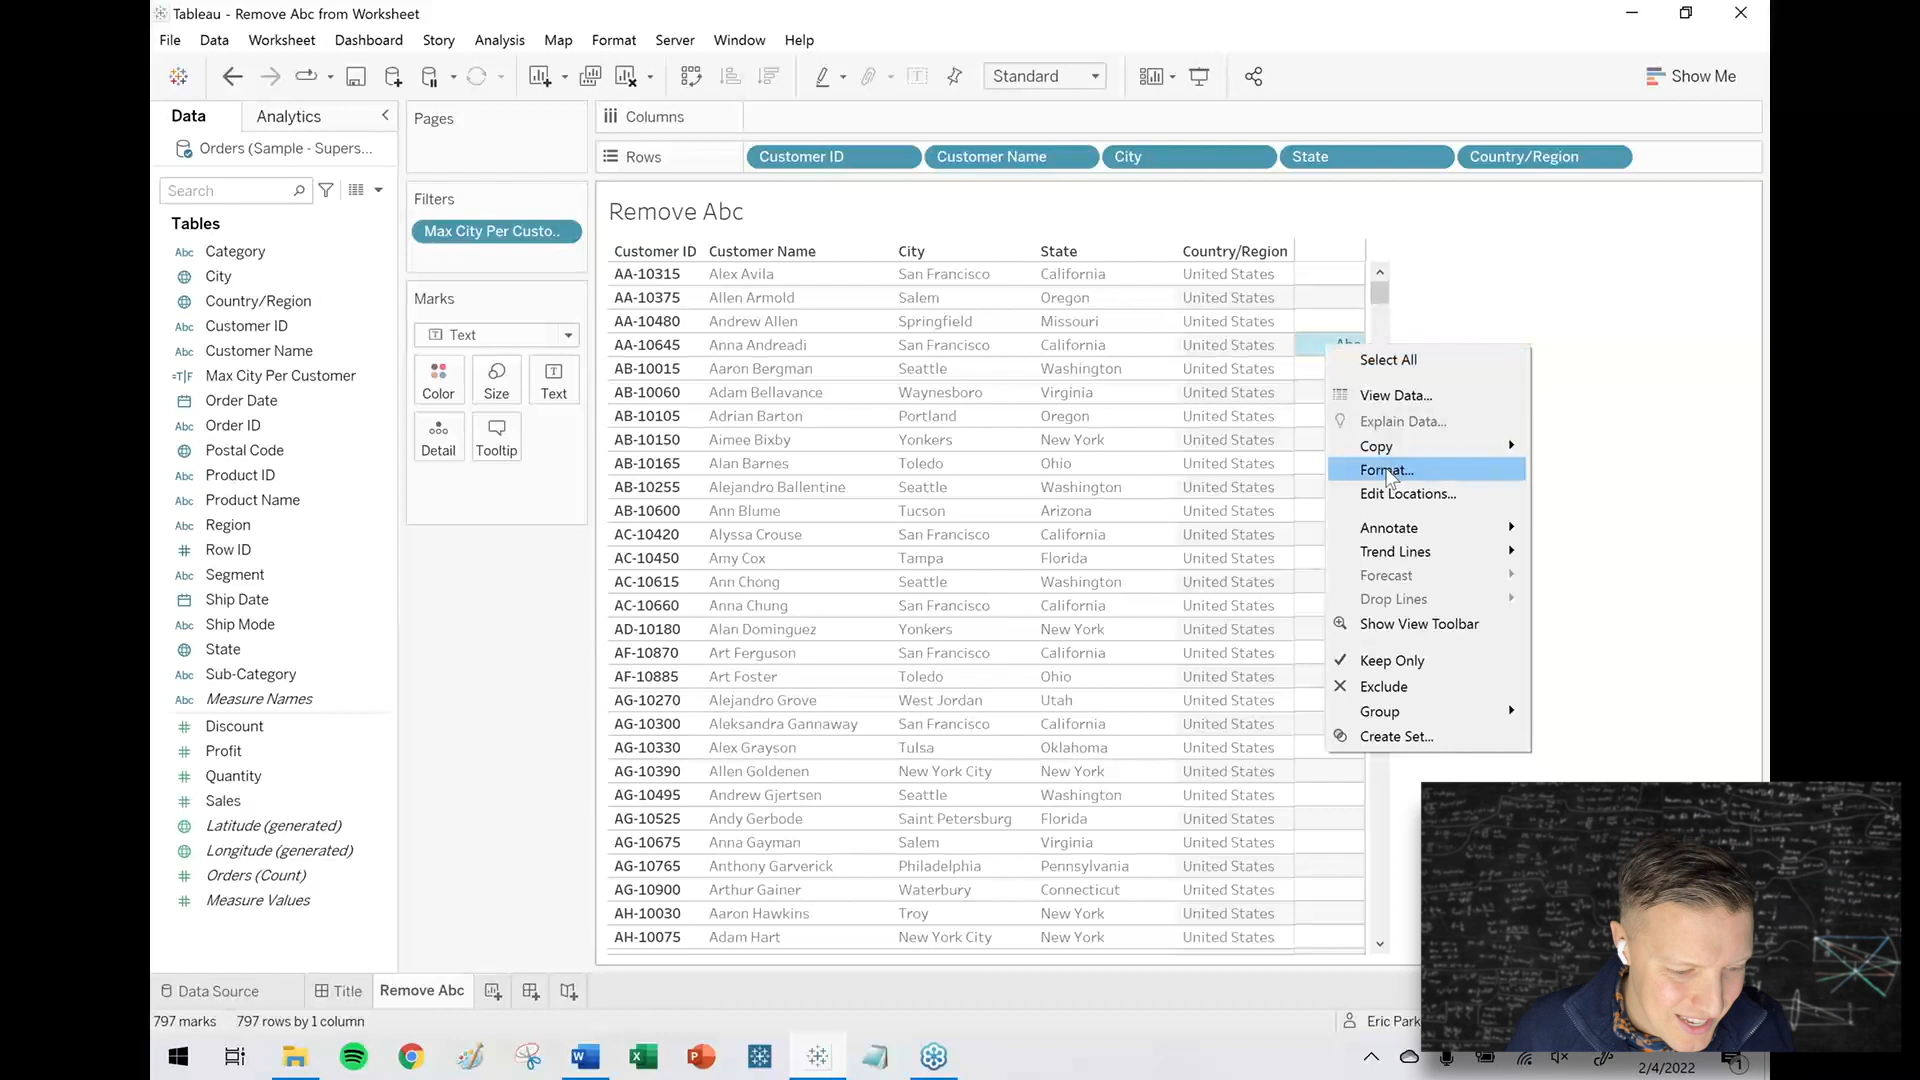 Tableau - Remove Abc from Worksheet
File Data Worksheet Dashboard Story Analysis Map Format Server Window Help
Standard
Show Me
Data Analytics
Orders (Sample - Supers...
Search
Tables
Abc Category
City
Country/Region
Abc Customer ID
Abc Customer Name
=T|F Max City Per Customer
Order Date
Abc Order ID
Postal Code
Abc Product ID
Abc Product Name
Abc Region
# Row ID
Abc Segment
Ship Date
Abc Ship Mode
State
Abc Sub-Category
Abc Measure Names
# Discount
# Profit
# Quantity
# Sales
Latitude (generated)
Longitude (generated)
# Orders (Count)
# Measure Values
Pages
Filters
Max City Per Custo..
Marks
Text
Color Size Text
Detail Tooltip
Columns
Rows Customer ID Customer Name City State Country/Region
Remove Abc
Customer ID Customer Name City State Country/Region
AA-10315 Alex Avila San Francisco California United States
AA-10375 Allen Arnold Salem Oregon United States
AA-10480 Andrew Allen Springfield Missouri United States
AA-10645 Anna Andreadi San Francisco California United States Abc
AB-10015 Aaron Bergman Seattle Washington United States
AB-10060 Adam Bellavance Waynesboro Virginia United States
AB-10105 Adrian Barton Portland Oregon United States
AB-10150 Aimee Bixby Yonkers New York United States
AB-10165 Alan Barnes Toledo Ohio United States
AB-10255 Alejandro Ballentine Seattle Washington United States
AB-10600 Ann Blume Tucson Arizona United States
AC-10420 Alyssa Crouse San Francisco California United States
AC-10450 Amy Cox Tampa Florida United States
AC-10615 Ann Chong Seattle Washington United States
AC-10660 Anna Chung San Francisco California United States
AD-10180 Alan Dominguez Yonkers New York United States
AF-10870 Art Ferguson San Francisco California United States
AF-10885 Art Foster Toledo Ohio United States
AG-10270 Alejandro Grove West Jordan Utah United States
AG-10300 Aleksandra Gannaway San Francisco California United States
AG-10330 Alex Grayson Tulsa Oklahoma United States
AG-10390 Allen Goldenen New York City New York United States
AG-10495 Andrew Gjertsen Seattle Washington United States
AG-10525 Andy Gerbode Saint Petersburg Florida United States
AG-10675 Anna Gayman Salem Virginia United States
AG-10765 Anthony Garverick Philadelphia Pennsylvania United States
AG-10900 Arthur Gainer Waterbury Connecticut United States
AH-10030 Aaron Hawkins Troy New York United States
AH-10075 Adam Hart New York City New York United States
Select All
View Data...
Explain Data...
Copy
Format...
Edit Locations...
Annotate
Trend Lines
Forecast
Drop Lines
Show View Toolbar
Keep Only
Exclude
Group
Create Set...
Data Source Title Remove Abc
797 marks 797 rows by 1 column
Eric Park
2/4/2022
1